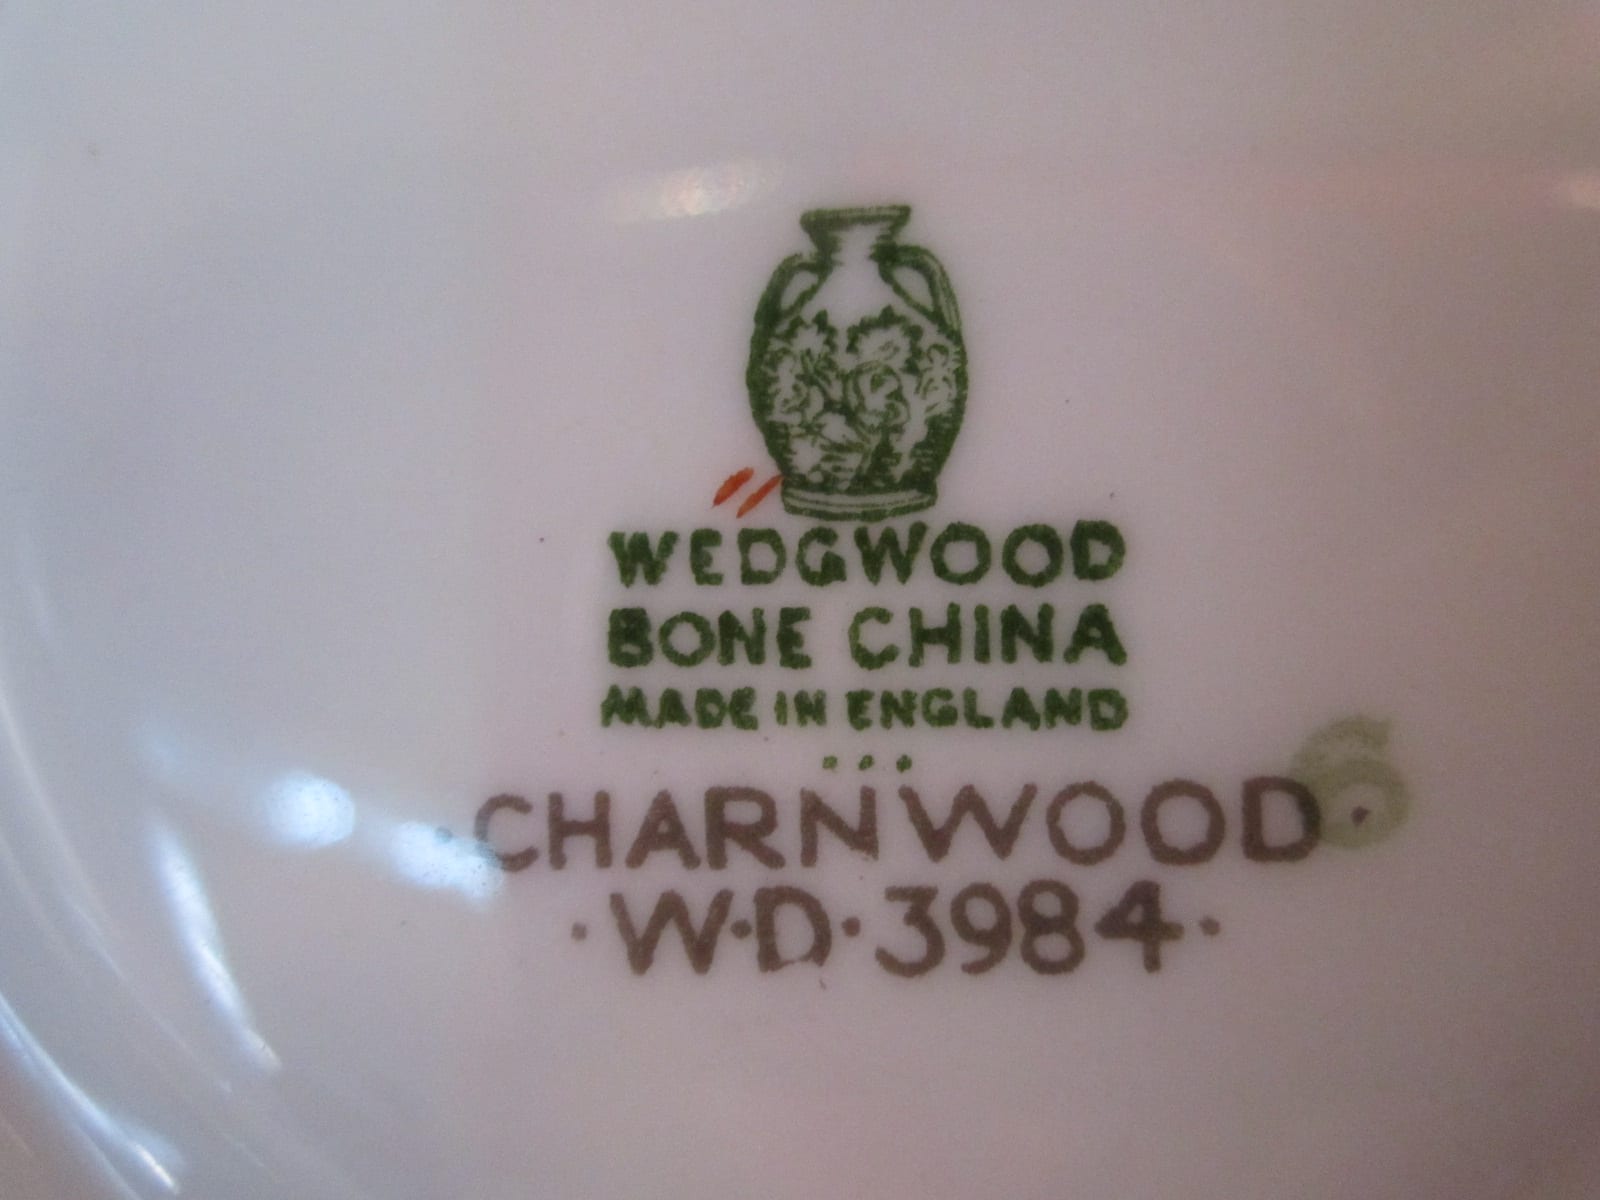 WEDGWOOD
BONE CHINA
MADE IN ENGLAND
CHARNWOOD·
·W·D·3984·